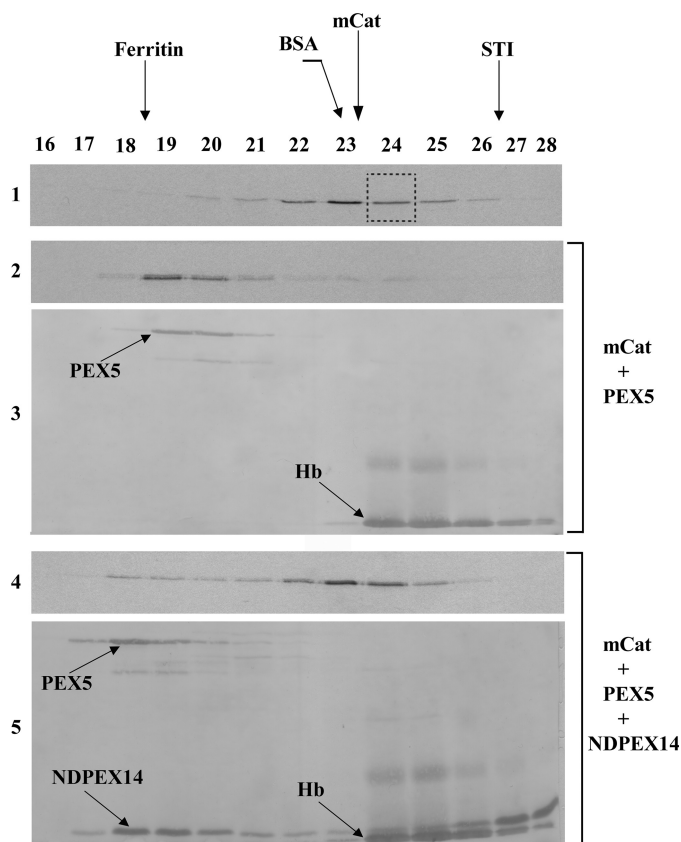 mCat
BSA
Ferritin
STI
16 17 18 19 20 21 22 23 24 25 26 27 28
1
2
PEX5
3
Hb
mCat
+
PEX5
4
PEX5
5
NDPEX14
Hb
mCat
+
PEX5
+
NDPEX14